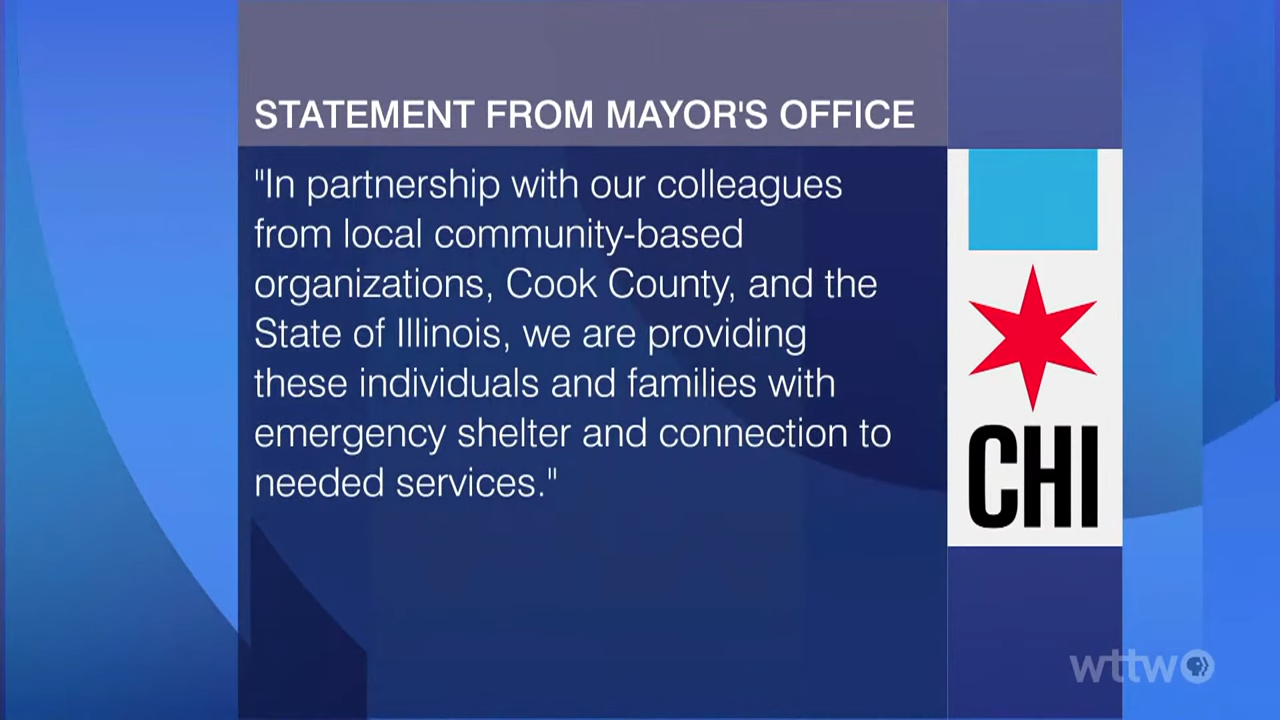 STATEMENT FROM MAYOR'S OFFICE
"In partnership with our colleagues
from local community-based
organizations, Cook County, and the
State of Illinois, we are providing
these individuals and families with
emergency shelter and connection to
needed services."
CHI
wttw